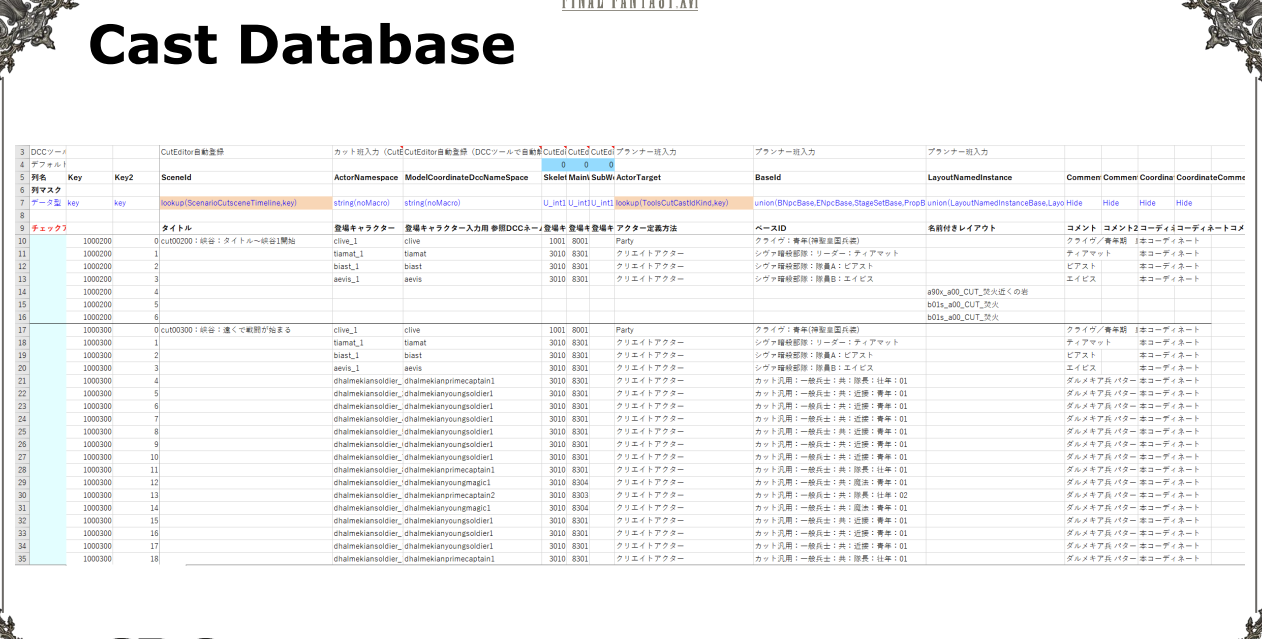 FINAL FANTASY XVI
Cast Database
3 DCCツール CutEditor自動登録 カット班入力（CutE CutEditor自動登録（DCCツールで自動 CutEdi CutEd CutEdi プランナー班入力 プランナー班入力 プランナー班入力
4 デフォルト 0 0 0
5 列名 Key Key2 SceneId ActorNamespace ModelCoordinateDccNameSpace Skelet MainW SubWe ActorTarget BaseId LayoutNamedInstance Commen Commen Coordina CoordinateComme
6 列マスク
7 データ型 key key lookup(ScenarioCutsceneTimeline,key) string(noMacro) string(noMacro) U_int1 U_int1 U_int1 lookup(ToolsCutCastIdKind,key) union(BNpcBase,ENpcBase,StageSetBase,PropB union(LayoutNamedInstanceBase,Layo Hide Hide Hide Hide
8
9 チェックア タイトル 登場キャラクター 登場キャラクター入力用 参照DCCネーム 登場キ 登場キ 登場キ アクター定義方法 ベースID 名前付きレイアウト コメント コメント2 コーディネ コーディネートコメ
10 1000200 0 cut00200：峡谷：タイトル～峡谷1開始 clive_1 clive 1001 8001 Party クライヴ：青年(神聖皇国兵装) クライヴ／青年期 本コーディネート
11 1000200 1 tiamat_1 tiamat 3010 8301 クリエイトアクター シヴァ暗殺部隊：リーダー：ティアマット ティアマット 本コーディネート
12 1000200 2 biast_1 biast 3010 8301 クリエイトアクター シヴァ暗殺部隊：隊員A：ビアスト ビアスト 本コーディネート
13 1000200 3 aevis_1 aevis 3010 8301 クリエイトアクター シヴァ暗殺部隊：隊員B：エイビス エイビス 本コーディネート
14 1000200 4 a90x_a00_CUT_焚火近くの岩
15 1000200 5 b01s_a00_CUT_焚火
16 1000200 6 b01s_a00_CUT_焚火
17 1000300 0 cut00300：峡谷：遠くで戦闘が始まる clive_1 clive 1001 8001 Party クライヴ：青年(神聖皇国兵装) クライヴ／青年期 本コーディネート
18 1000300 1 tiamat_1 tiamat 3010 8301 クリエイトアクター シヴァ暗殺部隊：リーダー：ティアマット ティアマット 本コーディネート
19 1000300 2 biast_1 biast 3010 8301 クリエイトアクター シヴァ暗殺部隊：隊員A：ビアスト ビアスト 本コーディネート
20 1000300 3 aevis_1 aevis 3010 8301 クリエイトアクター シヴァ暗殺部隊：隊員B：エイビス エイビス 本コーディネート
21 1000300 4 dhalmekiansoldier_ dhalmekianprimecaptain1 3010 8301 クリエイトアクター カット汎用：一般兵士：共：隊長：壮年：01 ダルメキア兵 パター 本コーディネート
22 1000300 5 dhalmekiansoldier_ dhalmekianyoungsoldier1 3010 8301 クリエイトアクター カット汎用：一般兵士：共：近接：青年：01 ダルメキア兵 パター 本コーディネート
23 1000300 6 dhalmekiansoldier_ dhalmekianyoungsoldier1 3010 8301 クリエイトアクター カット汎用：一般兵士：共：近接：青年：01 ダルメキア兵 パター 本コーディネート
24 1000300 7 dhalmekiansoldier_ dhalmekianyoungsoldier1 3010 8301 クリエイトアクター カット汎用：一般兵士：共：近接：青年：01 ダルメキア兵 パター 本コーディネート
25 1000300 8 dhalmekiansoldier_ dhalmekianyoungsoldier1 3010 8301 クリエイトアクター カット汎用：一般兵士：共：近接：青年：01 ダルメキア兵 パター 本コーディネート
26 1000300 9 dhalmekiansoldier_ dhalmekianyoungsoldier1 3010 8301 クリエイトアクター カット汎用：一般兵士：共：近接：青年：01 ダルメキア兵 パター 本コーディネート
27 1000300 10 dhalmekiansoldier_ dhalmekianyoungsoldier1 3010 8301 クリエイトアクター カット汎用：一般兵士：共：近接：青年：01 ダルメキア兵 パター 本コーディネート
28 1000300 11 dhalmekiansoldier_ dhalmekianprimecaptain1 3010 8301 クリエイトアクター カット汎用：一般兵士：共：隊長：壮年：01 ダルメキア兵 パター 本コーディネート
29 1000300 12 dhalmekiansoldier_ dhalmekianyoungmagic1 3010 8304 クリエイトアクター カット汎用：一般兵士：共：魔法：青年：01 ダルメキア兵 パター 本コーディネート
30 1000300 13 dhalmekiansoldier_ dhalmekianprimecaptain2 3010 8303 クリエイトアクター カット汎用：一般兵士：共：隊長：壮年：02 ダルメキア兵 パター 本コーディネート
31 1000300 14 dhalmekiansoldier_ dhalmekianyoungmagic1 3010 8304 クリエイトアクター カット汎用：一般兵士：共：魔法：青年：01 ダルメキア兵 パター 本コーディネート
32 1000300 15 dhalmekiansoldier_ dhalmekianyoungsoldier1 3010 8301 クリエイトアクター カット汎用：一般兵士：共：近接：青年：01 ダルメキア兵 パター 本コーディネート
33 1000300 16 dhalmekiansoldier_ dhalmekianyoungsoldier1 3010 8301 クリエイトアクター カット汎用：一般兵士：共：近接：青年：01 ダルメキア兵 パター 本コーディネート
34 1000300 17 dhalmekiansoldier_ dhalmekianyoungsoldier1 3010 8301 クリエイトアクター カット汎用：一般兵士：共：近接：青年：01 ダルメキア兵 パター 本コーディネート
35 1000300 18 dhalmekiansoldier_ dhalmekianprimecaptain1 3010 8301 クリエイトアクター カット汎用：一般兵士：共：隊長：壮年：01 ダルメキア兵 パター 本コーディネート